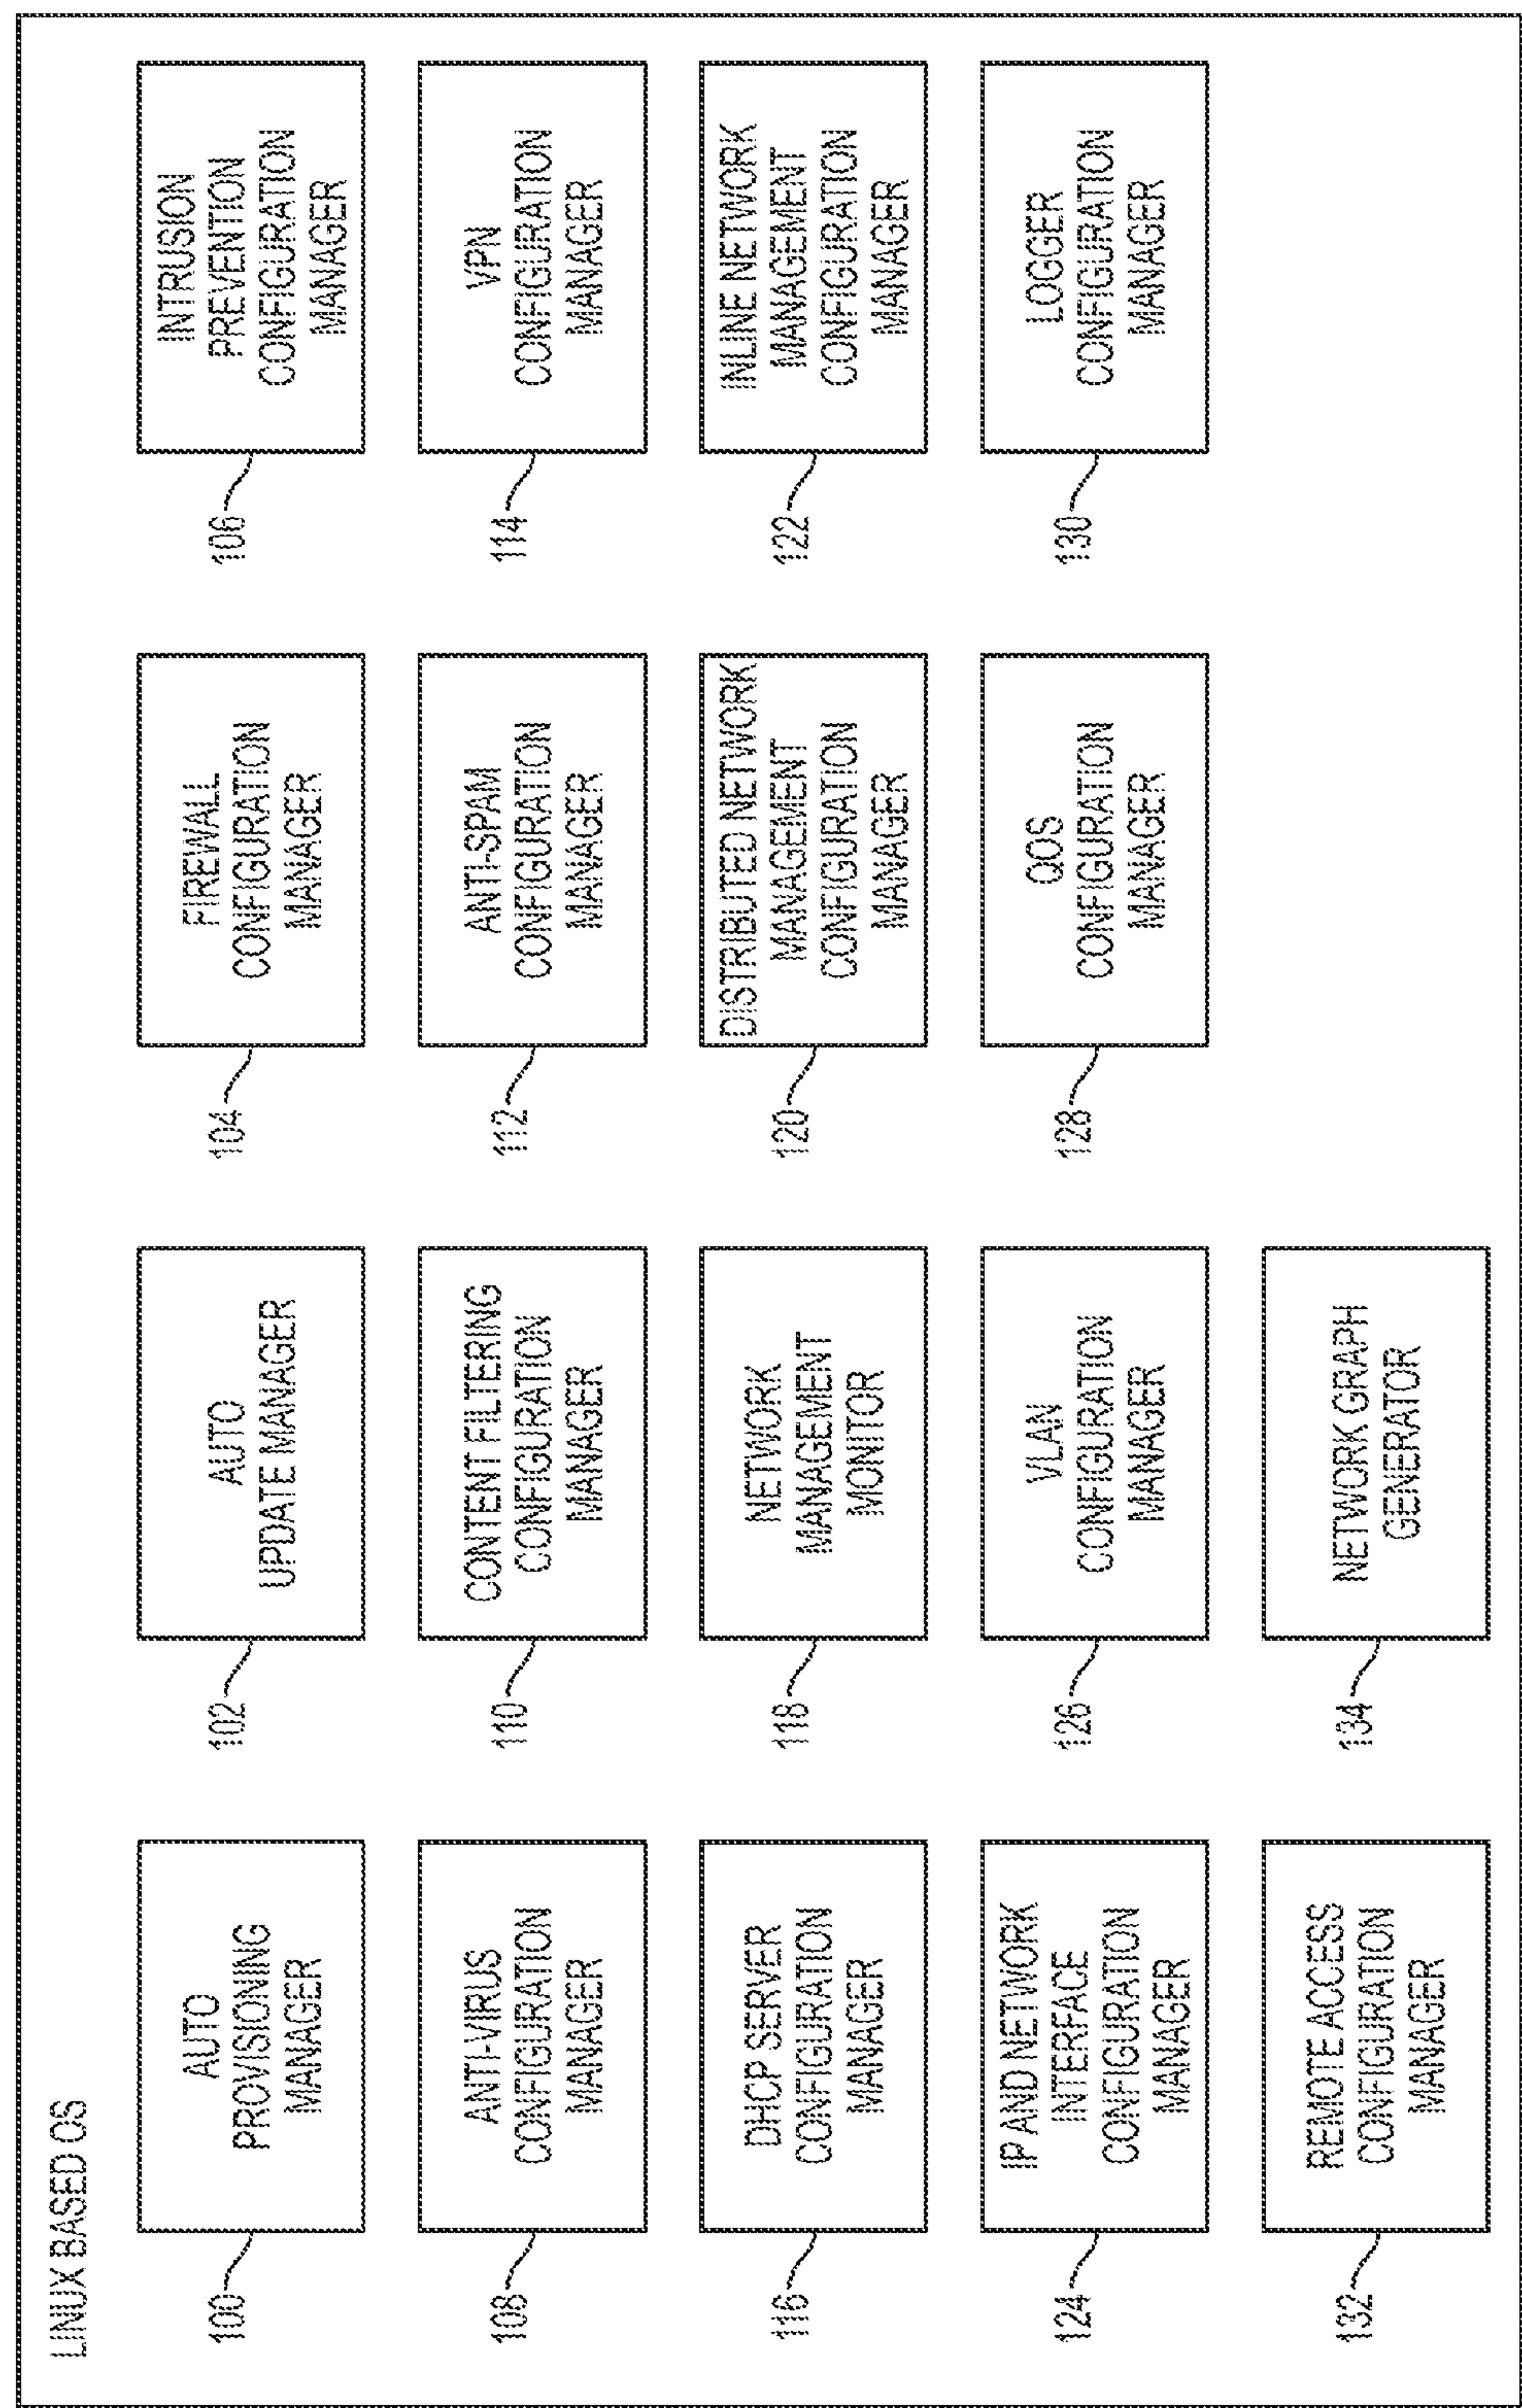 LINUX BASED OS
100
AUTO
PROVISIONING
MANAGER
102
AUTO
UPDATE MANAGER
104
FIREWALL
CONFIGURATION
MANAGER
106
INTRUSION
PREVENTION
CONFIGURATION
MANAGER
108
ANTI-VIRUS
CONFIGURATION
MANAGER
110
CONTENT FILTERING
CONFIGURATION
MANAGER
112
ANTI-SPAM
CONFIGURATION
MANAGER
114
VPN
CONFIGURATION
MANAGER
116
DHCP SERVER
CONFIGURATION
MANAGER
118
NETWORK
MANAGEMENT
MONITOR
120
DISTRIBUTED NETWORK
MANAGEMENT
CONFIGURATION
MANAGER
122
INLINE NETWORK
MANAGEMENT
CONFIGURATION
MANAGER
124
IP AND NETWORK
INTERFACE
CONFIGURATION
MANAGER
126
VLAN
CONFIGURATION
MANAGER
128
QOS
CONFIGURATION
MANAGER
130
LOGGER
CONFIGURATION
MANAGER
132
REMOTE ACCESS
CONFIGURATION
MANAGER
134
NETWORK GRAPH
GENERATOR